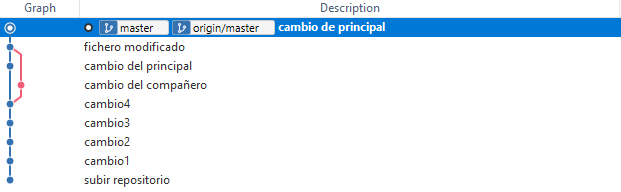 Graph Description
master origin/master cambio de principal
fichero modificado
cambio del principal
cambio del compañero
cambio4
cambio3
cambio2
cambio1
subir repositorio